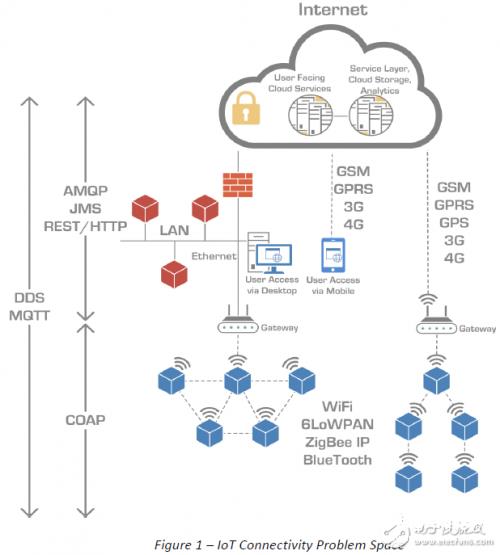 Internet
User Facing
Cloud Services
Service Layer,
Cloud Storage,
Analytics
GSM
GPRS
3G
4G
GSM
GPRS
GPS
3G
4G
AMQP
JMS
REST/HTTP
LAN
Ethernet
User Access
via Desktop
User Access
via Mobile
DDS
MQTT
Gateway
Gateway
COAP
WiFi
6LoWPAN
ZigBee IP
BlueTooth
Figure 1 – IoT Connectivity Problem Space
www.elecfans.com